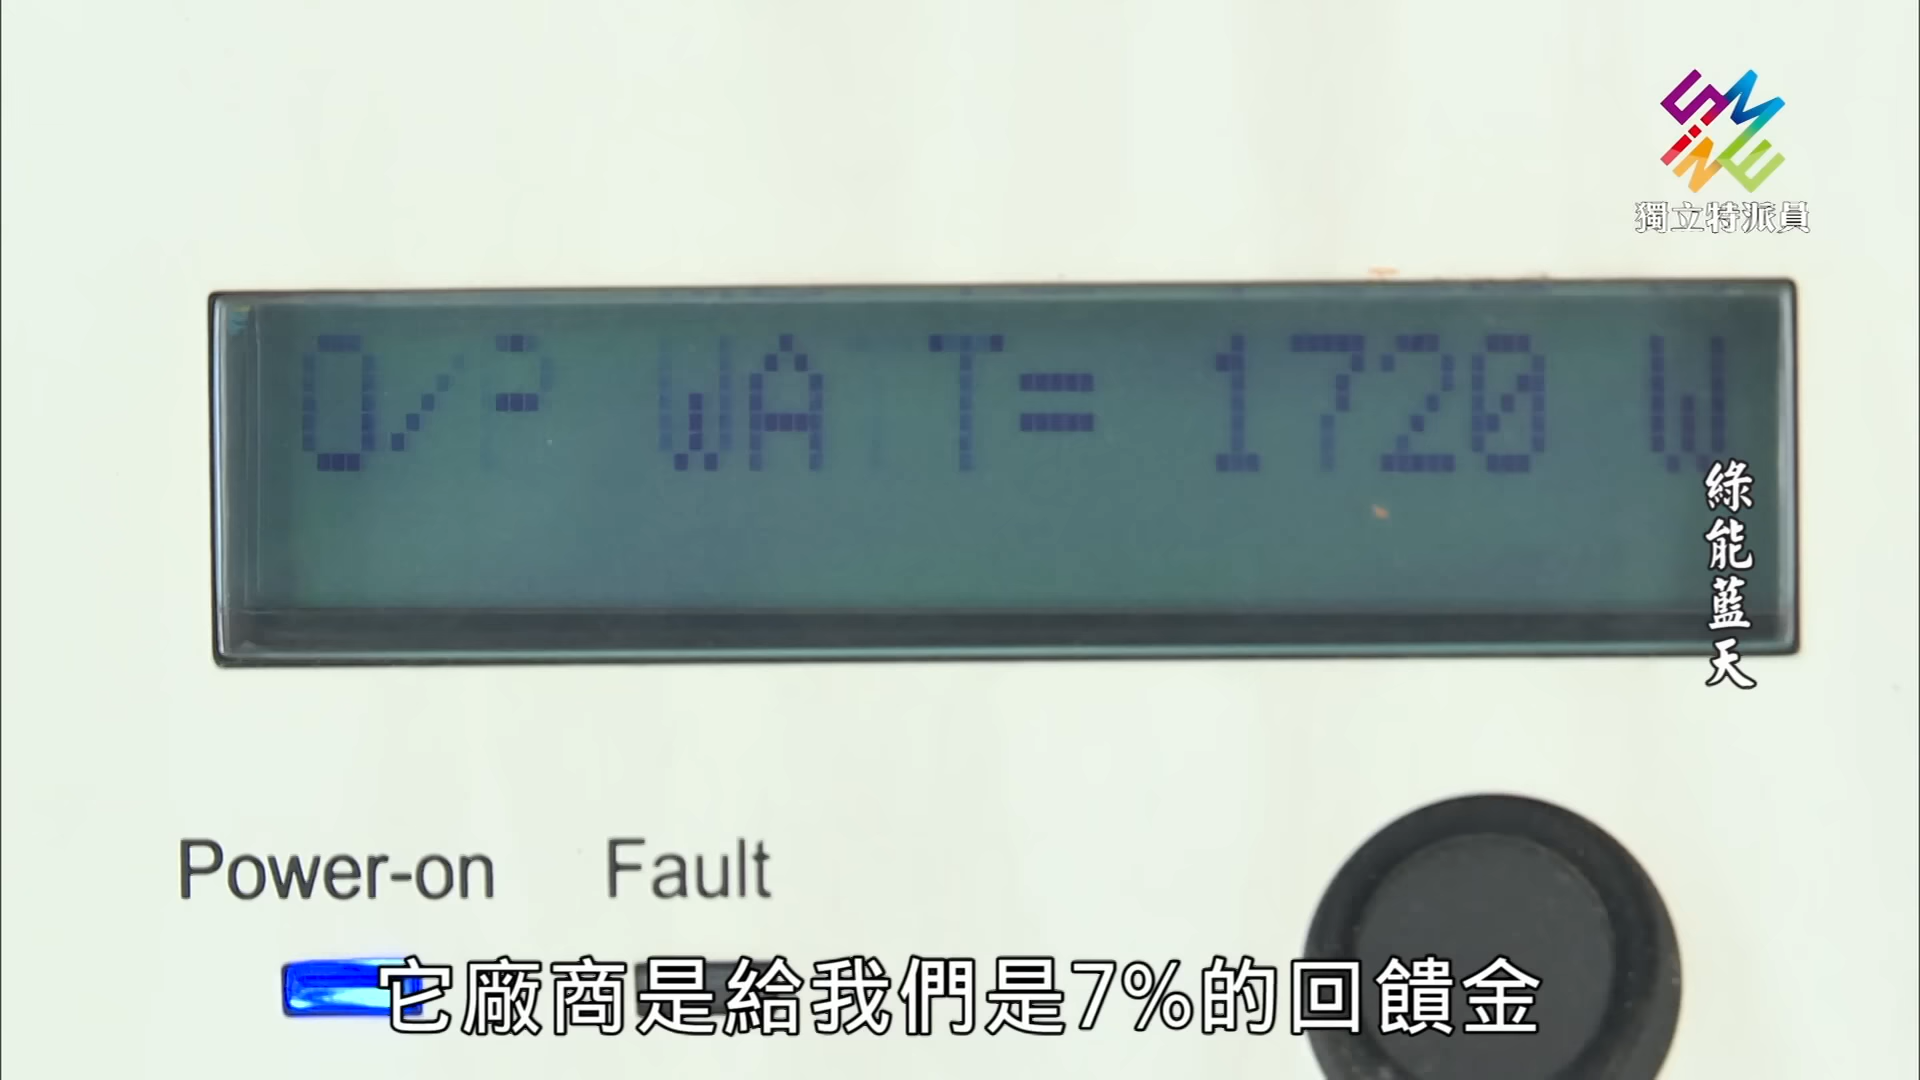 獨立特派員
O/P WATT= 1720 W
綠能藍天
Power-on Fault
它廠商是給我們是7%的回饋金